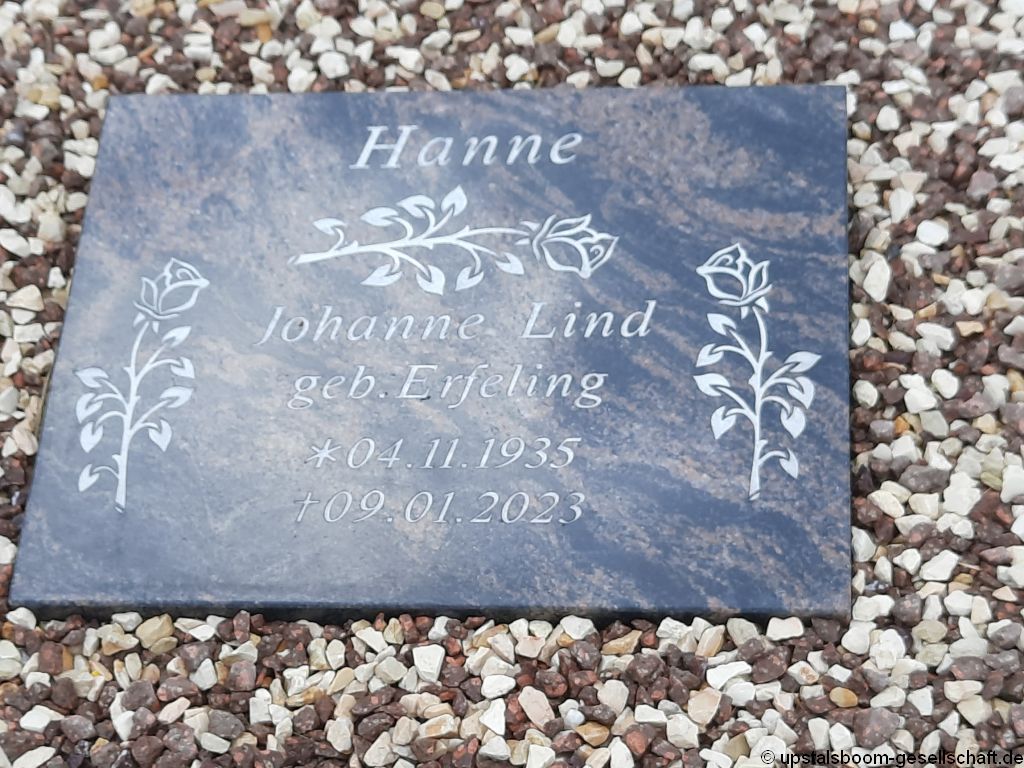 Hanne
Johanne Lind
geb. Erfeling
*04.11.1935
†09.01.2023
© upstalsboom-gesellschaft.de